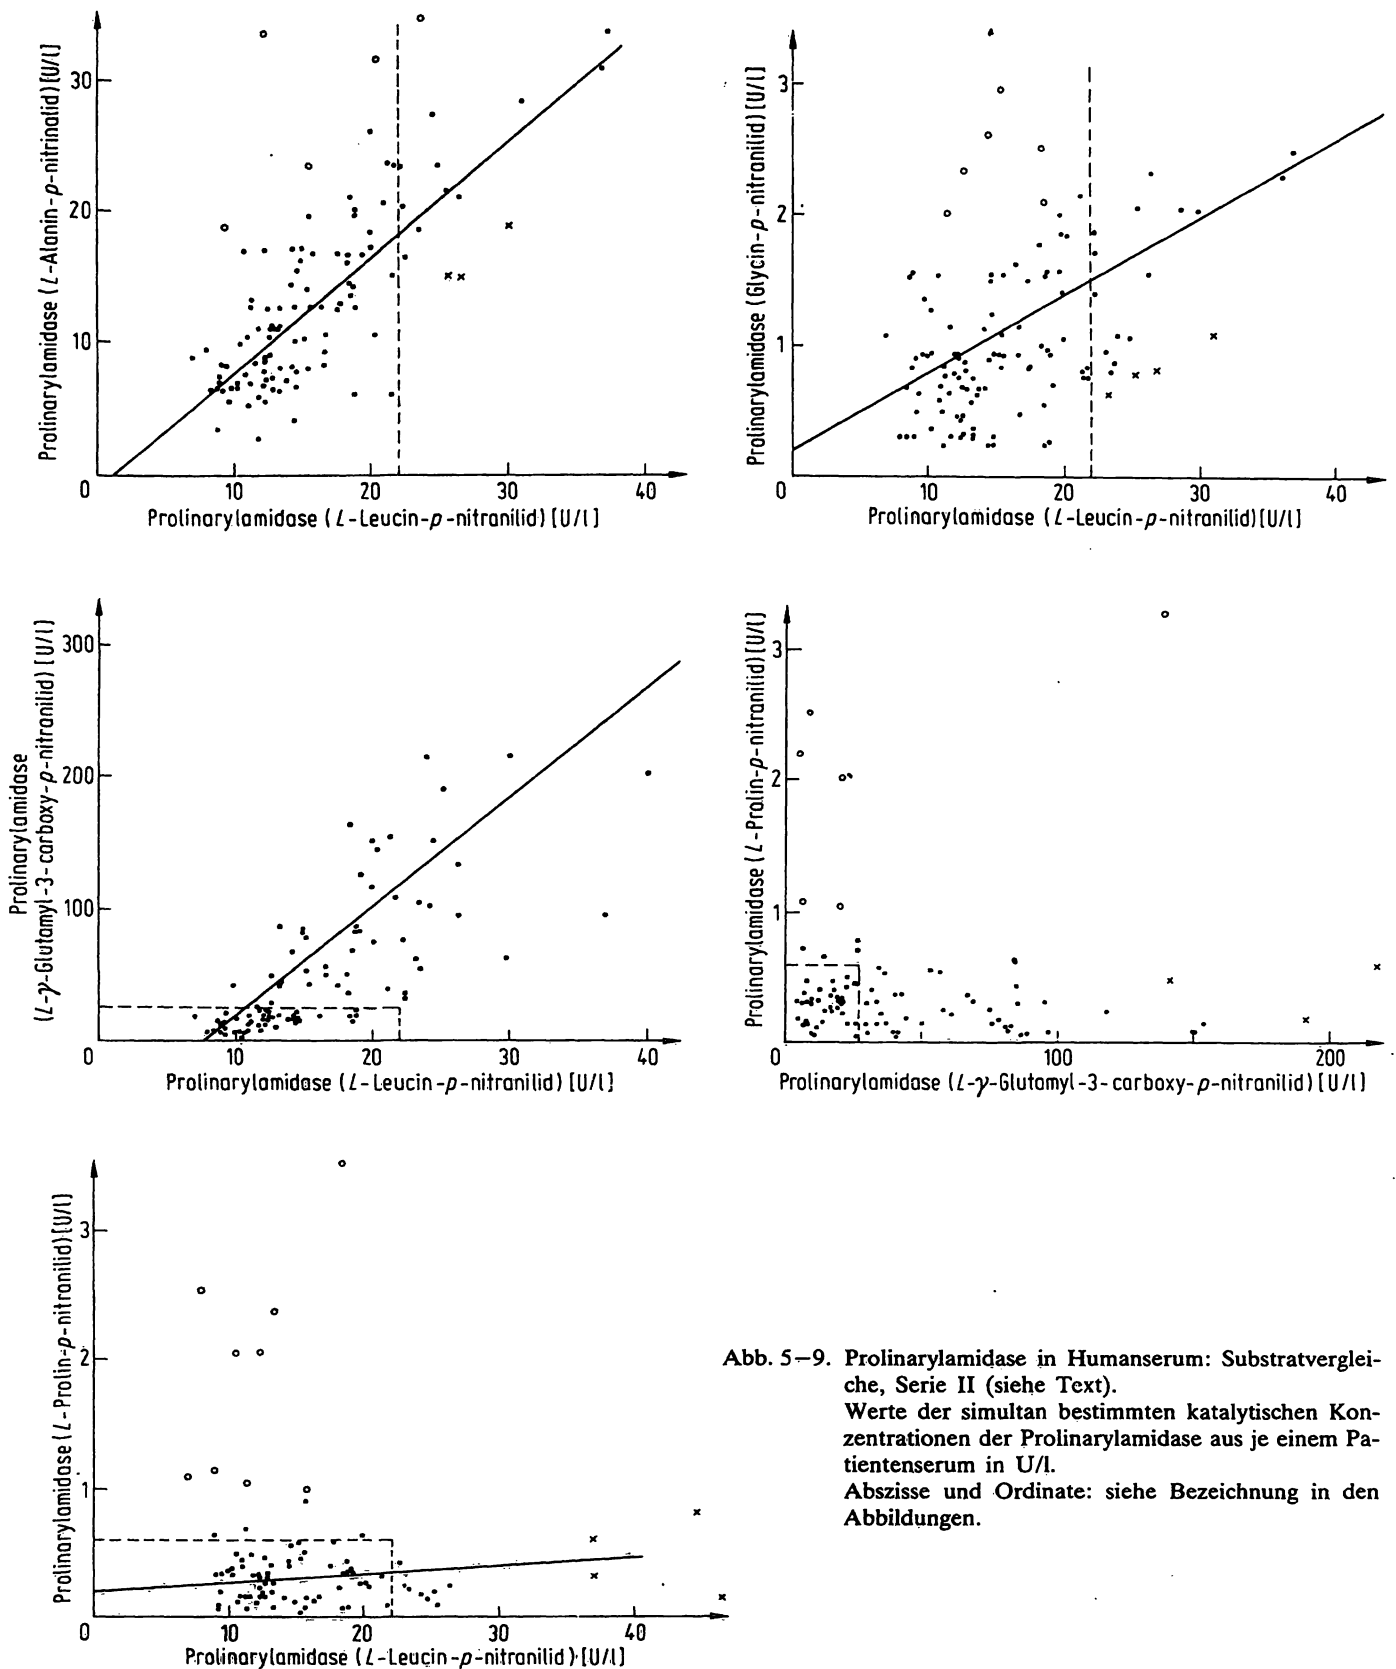 Prolinarylamidase (L-Alanin-p-nitrinalid) [U/l]
30
20
10
0
10
20
30
40
Prolinarylamidase (L-Leucin-p-nitranilid) [U/l]
Prolinarylamidase (Glycin-p-nitranilid) [U/l]
3
2
1
0
10
20
30
40
Prolinarylamidase (L-Leucin-p-nitranilid) [U/l]
Prolinarylamidase
(L-γ-Glutamyl-3-carboxy-p-nitranilid) [U/l]
300
200
100
0
10
20
30
40
Prolinarylamidase (L-Leucin-p-nitranilid) [U/l]
Prolinarylamidase (L-Prolin-p-nitranilid) [U/l]
3
2
1
0
100
200
Prolinarylamidase (L-γ-Glutamyl-3-carboxy-p-nitranilid) [U/l]
Prolinarylamidase (L-Prolin-p-nitranilid) [U/l]
3
2
1
0
10
20
30
40
Prolinarylamidase (L-Leucin-p-nitranilid) [U/l]
Abb. 5–9. Prolinarylamidase in Humanserum: Substratverglei-
che, Serie II (siehe Text).
Werte der simultan bestimmten katalytischen Kon-
zentrationen der Prolinarylamidase aus je einem Pa-
tientenserum in U/l.
Abszisse und Ordinate: siehe Bezeichnung in den
Abbildungen.